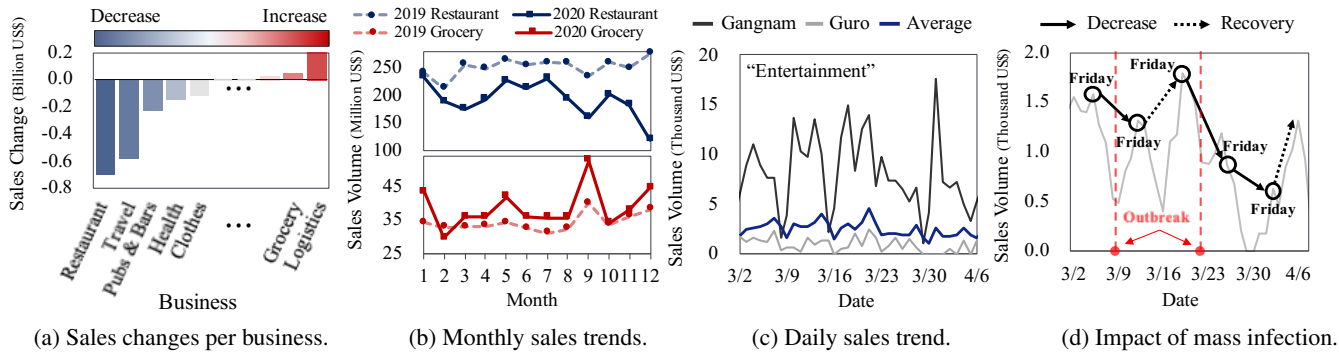 Decrease Increase
Sales Change (Billion US$)
0.2
0.0
-0.2
-0.4
-0.6
-0.8
...
Restaurant
Travel
Pubs & Bars
Health
Clothes
...
Grocery
Logistics
Business
(a) Sales changes per business.
2019 Restaurant 2020 Restaurant
2019 Grocery 2020 Grocery
Sales Volume (Million US$)
250
200
150
100
45
35
25
1 2 3 4 5 6 7 8 9 10 11 12
Month
(b) Monthly sales trends.
Gangnam Guro Average
Sales Volume (Thousand US$)
20
15
10
5
0
“Entertainment”
3/2 3/9 3/16 3/23 3/30 4/6
Date
(c) Daily sales trend.
Decrease Recovery
Sales Volume (Thousand US$)
2.0
1.5
1.0
0.5
0.0
Friday
Friday
Friday
Friday
Friday
Outbreak
3/2 3/9 3/16 3/23 3/30 4/6
Date
(d) Impact of mass infection.